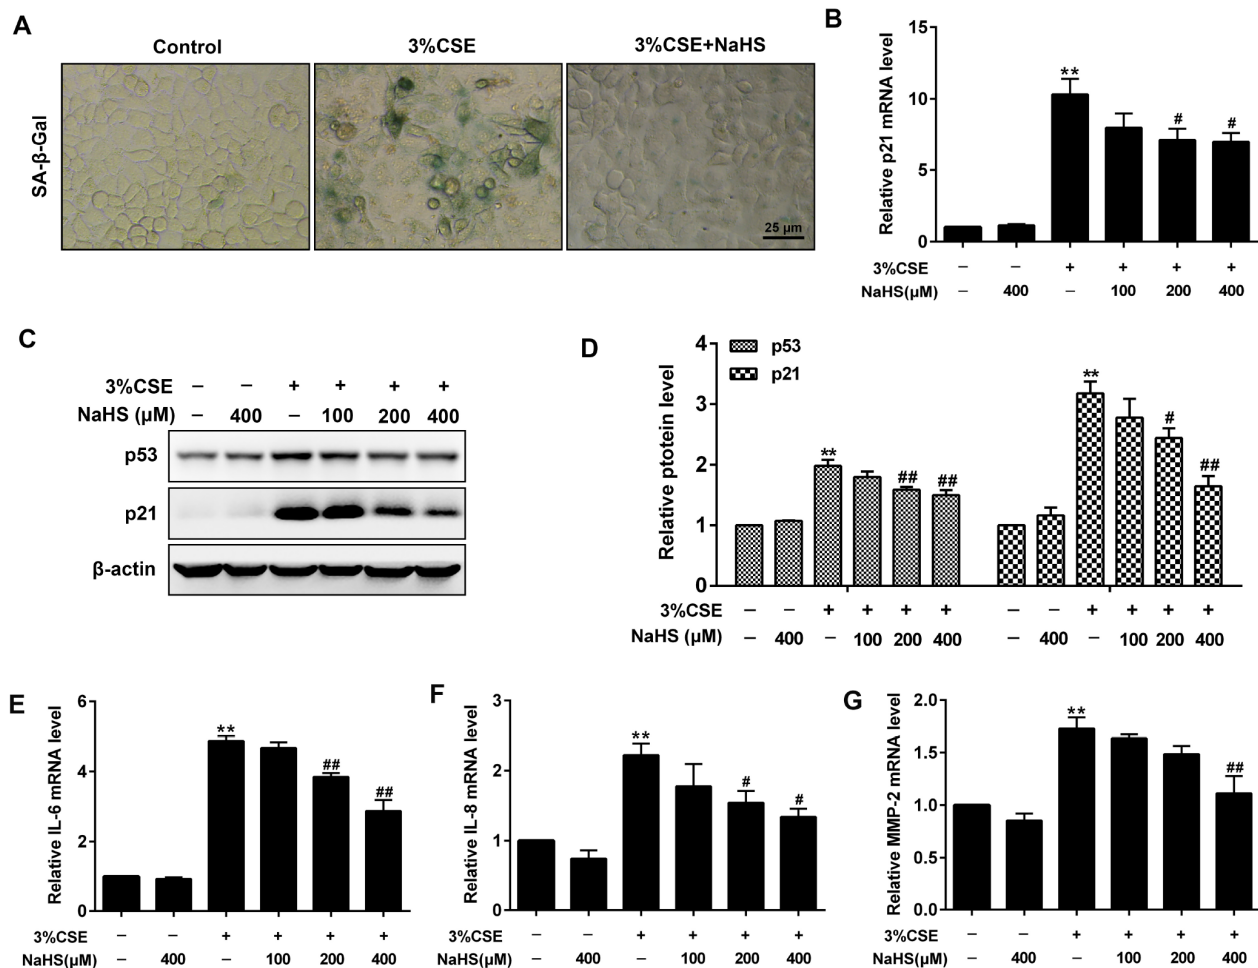 A
Control
3%CSE
3%CSE+NaHS
SA-β-Gal
25 μm
B
Relative p21 mRNA level
15
10
5
0
**
#
#
3%CSE – – + + + +
NaHS(μM) – 400 – 100 200 400
C
3%CSE – – + + + +
NaHS (μM) – 400 – 100 200 400
p53
p21
β-actin
D
Relative ptotein level
4
3
2
1
0
p53
p21
**
##
##
**
#
##
3%CSE – – + + + + – – + + + +
NaHS (μM) – 400 – 100 200 400 – 400 – 100 200 400
E
Relative IL-6 mRNA level
6
4
2
0
**
##
##
3%CSE – – + + + +
NaHS(μM) – 400 – 100 200 400
F
Relative IL-8 mRNA level
3
2
1
0
**
#
#
3%CSE – – + + + +
NaHS(μM) – 400 – 100 200 400
G
Relative MMP-2 mRNA level
2.0
1.5
1.0
0.5
0.0
**
##
3%CSE – – + + + +
NaHS(μM) – 400 – 100 200 400